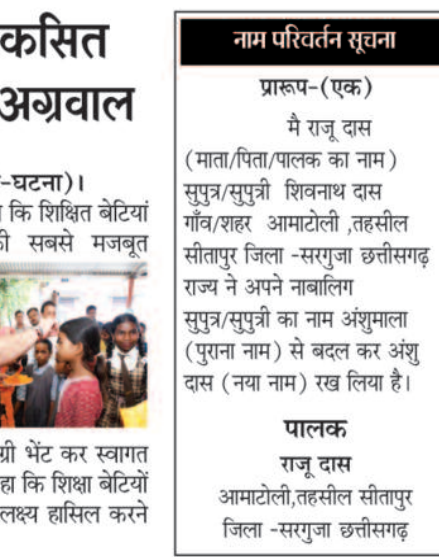 कसित
अग्रवाल
-घटना)।
कि शिक्षित बेटियां
की सबसे मजबूत
ग्री भेंट कर स्वागत
हा कि शिक्षा बेटियों
लक्ष्य हासिल करने
नाम परिवर्तन सूचना
प्रारूप-(एक)
मै राजू दास
(माता/पिता/पालक का नाम)
सुपुत्र/सुपुत्री शिवनाथ दास
गाँव/शहर आमाटोली ,तहसील
सीतापुर जिला -सरगुजा छत्तीसगढ़
राज्य ने अपने नाबालिग
सुपुत्र/सुपुत्री का नाम अंशुमाला
(पुराना नाम) से बदल कर अंशु
दास (नया नाम) रख लिया है।
पालक
राजू दास
आमाटोली,तहसील सीतापुर
जिला -सरगुजा छत्तीसगढ़